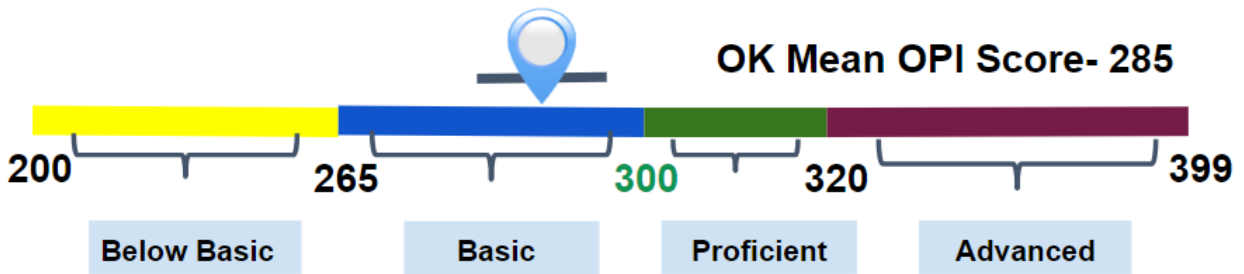 OK Mean OPI Score- 285
200 265 300 320 399
Below Basic Basic Proficient Advanced